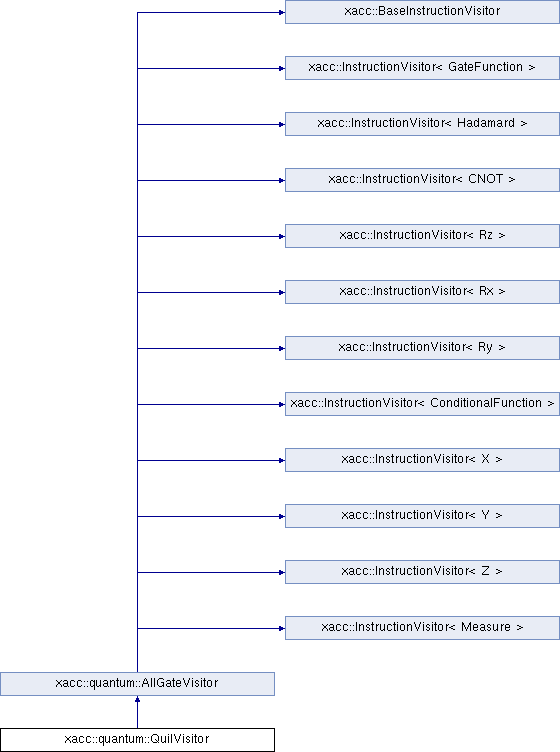 xacc::BaseInstructionVisitor
xacc::InstructionVisitor< GateFunction >
xacc::InstructionVisitor< Hadamard >
xacc::InstructionVisitor< CNOT >
xacc::InstructionVisitor< Rz >
xacc::InstructionVisitor< Rx >
xacc::InstructionVisitor< Ry >
xacc::InstructionVisitor< ConditionalFunction >
xacc::InstructionVisitor< X >
xacc::InstructionVisitor< Y >
xacc::InstructionVisitor< Z >
xacc::InstructionVisitor< Measure >
xacc::quantum::AllGateVisitor
xacc::quantum::QuilVisitor